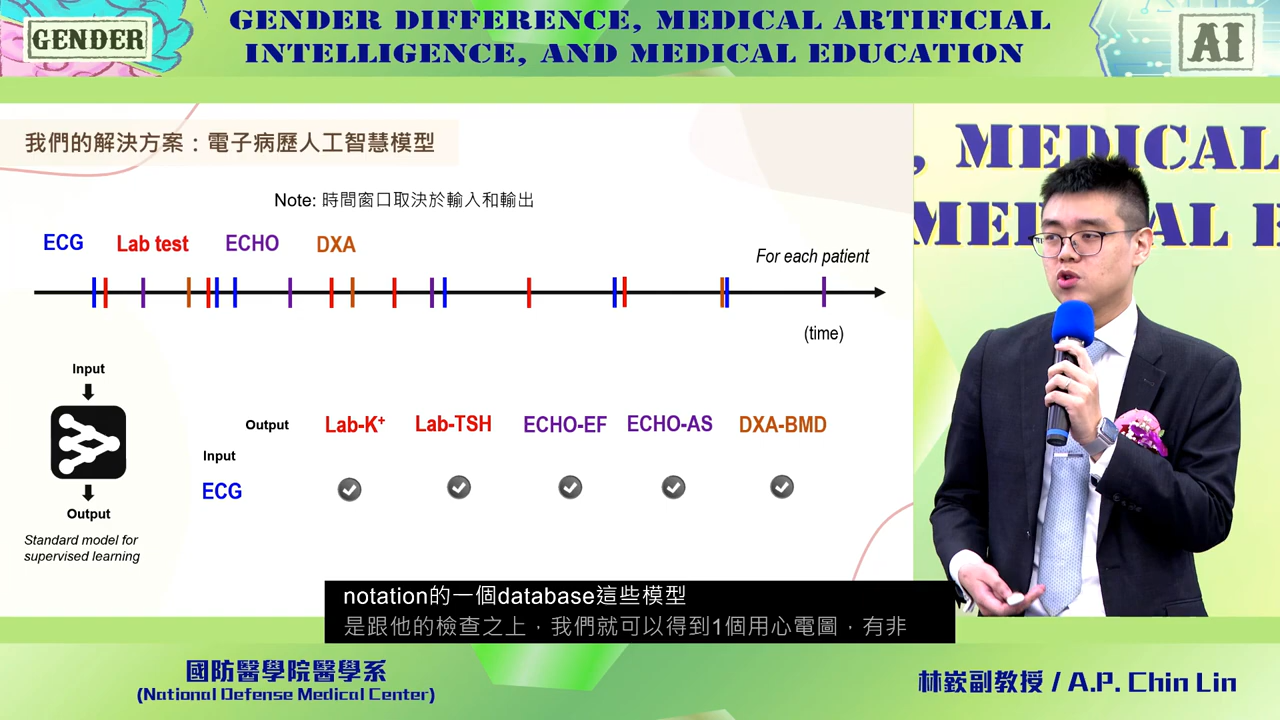 GENDER
GENDER DIFFERENCE, MEDICAL ARTIFICIAL
INTELLIGENCE, AND MEDICAL EDUCATION
AI
我們的解決方案：電子病歷人工智慧模型
Note: 時間窗口取決於輸入和輸出
ECG
Lab test
ECHO
DXA
For each patient
(time)
Input
Output
Standard model for
supervised learning
Output
Lab-K⁺
Lab-TSH
ECHO-EF
ECHO-AS
DXA-BMD
Input
ECG
, MEDICAL
notation的一個database這些模型
是跟他的檢查之上，我們就可以得到1個用心電圖，有非
國防醫學院醫學系
(National Defense Medical Center)
林嶔副教授 / A.P. Chin Lin